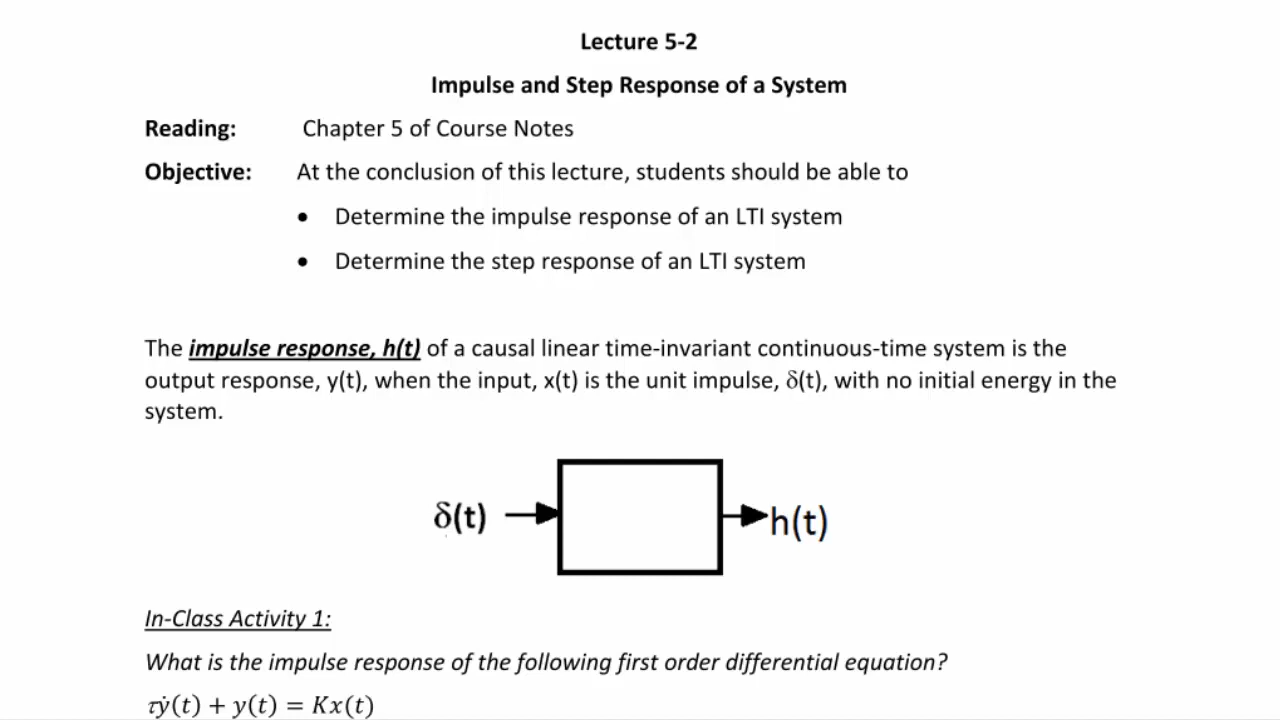 Lecture 5-2
Impulse and Step Response of a System
Reading: Chapter 5 of Course Notes
Objective: At the conclusion of this lecture, students should be able to
• Determine the impulse response of an LTI system
• Determine the step response of an LTI system
The impulse response, h(t) of a causal linear time-invariant continuous-time system is the
output response, y(t), when the input, x(t) is the unit impulse, δ(t), with no initial energy in the
system.
δ(t) h(t)
In-Class Activity 1:
What is the impulse response of the following first order differential equation?
τẏ(t) + y(t) = Kx(t)